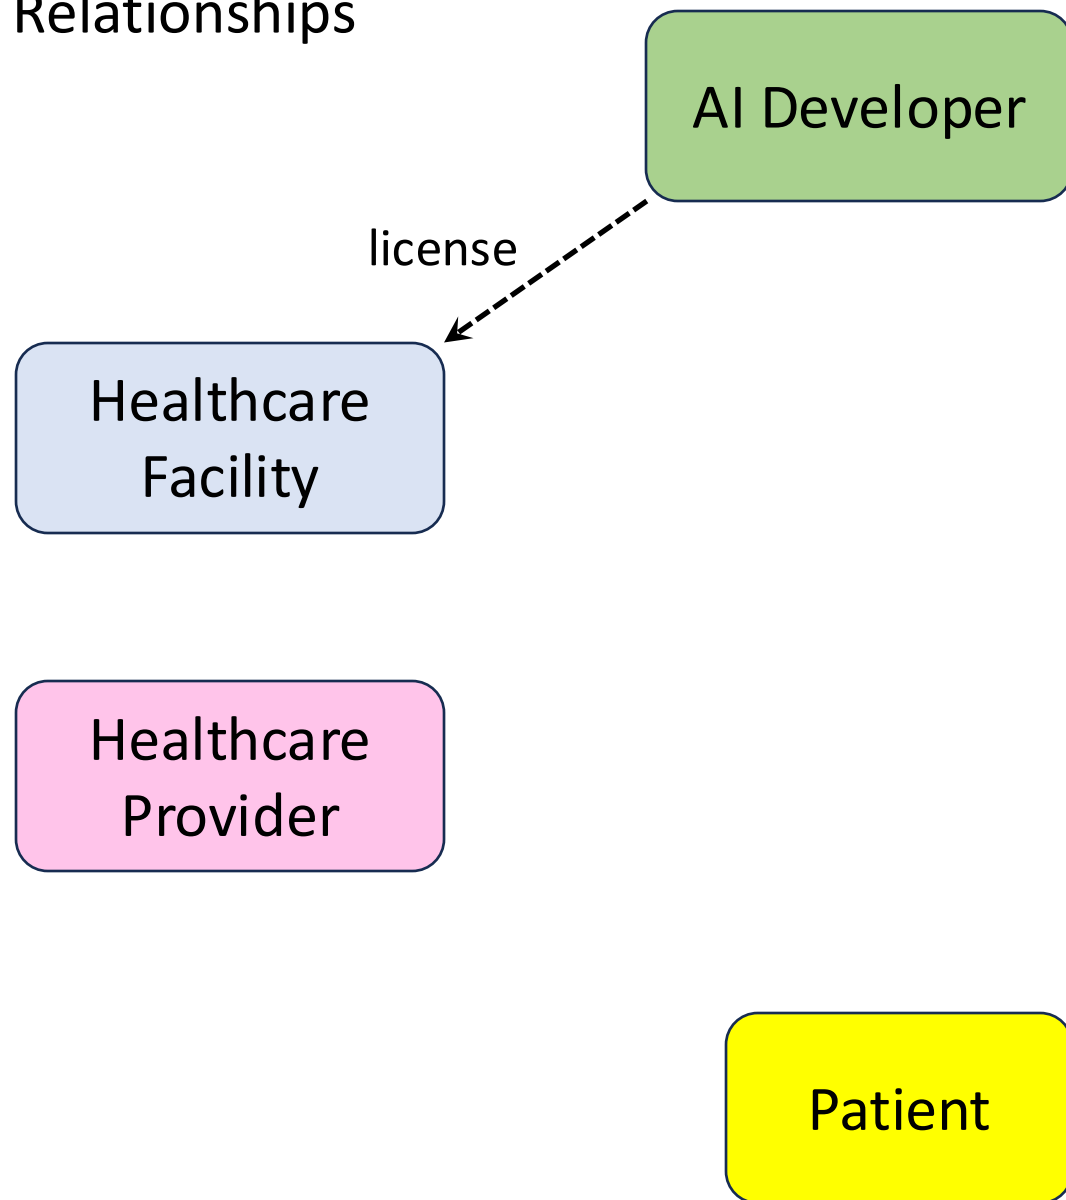 Relationships
AI Developer
license
Healthcare
Facility
Healthcare
Provider
Patient